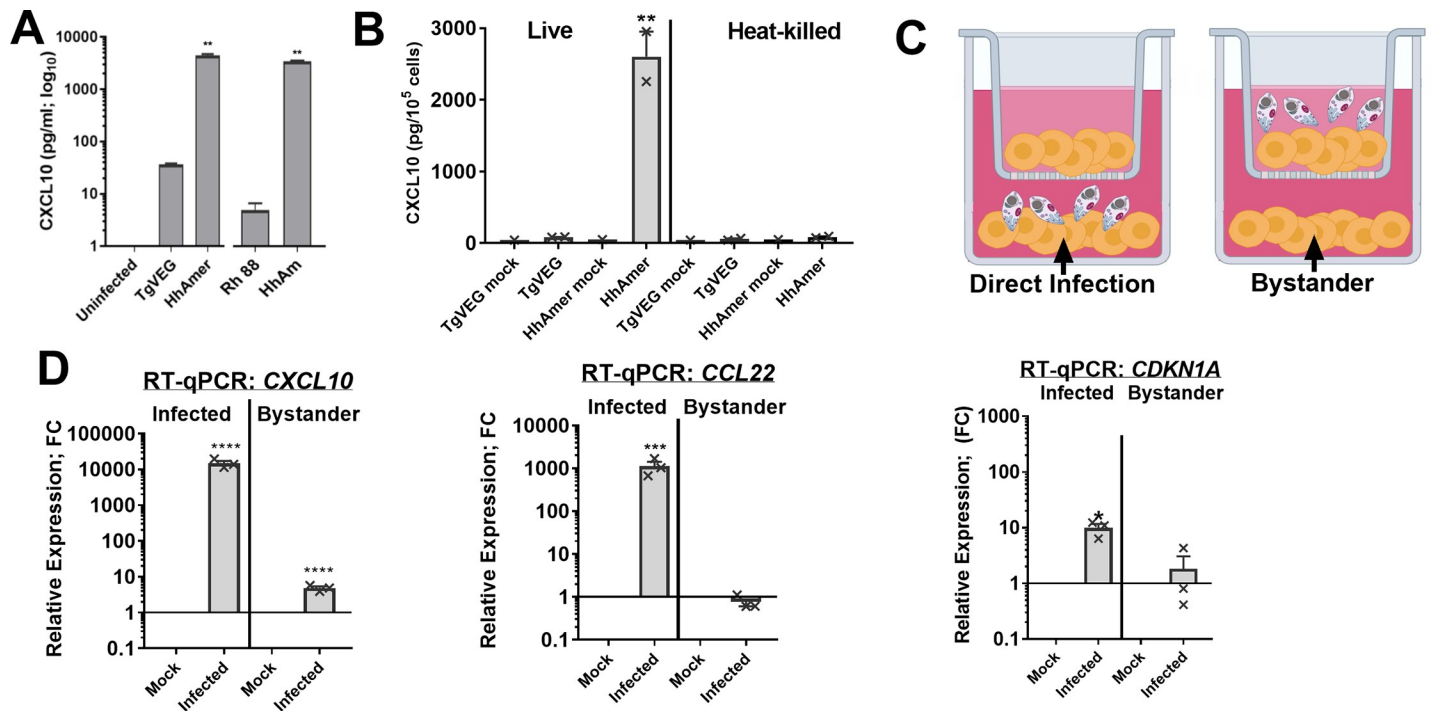 A
CXCL10 (pg/ml; log10)
10000
1000
100
10
1
**
**
Uninfected
TgVEG
HhAmer
Rh 88
HhAm
B
CXCL10 (pg/10^5 cells)
3000
2000
1000
0
Live
Heat-killed
**
TgVEG mock
TgVEG
HhAmer mock
HhAmer
TgVEG mock
TgVEG
HhAmer mock
HhAmer
C
Direct Infection
Bystander
D
RT-qPCR: CXCL10
Infected
Bystander
Relative Expression; FC
100000
10000
1000
100
10
1
0.1
****
****
Mock
Infected
Mock
Infected
RT-qPCR: CCL22
Infected
Bystander
Relative Expression; FC
10000
1000
100
10
1
0.1
***
Mock
Infected
Mock
Infected
RT-qPCR: CDKN1A
Infected
Bystander
Relative Expression; (FC)
1000
100
10
1
0.1
*
Mock
Infected
Mock
Infected